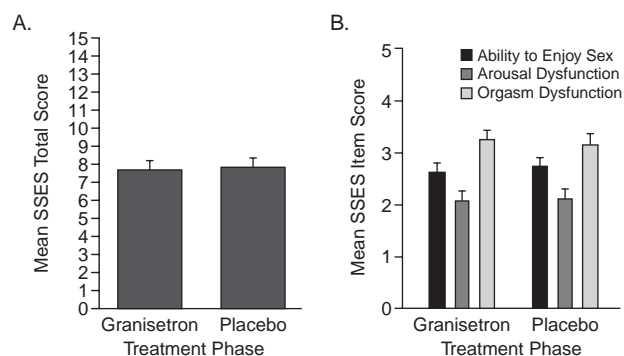 A.
Mean SSES Total Score
15
14
13
12
11
10
9
8
7
6
5
4
3
2
1
0
Granisetron Placebo
Treatment Phase
B.
Mean SSES Item Score
5
4
3
2
1
0
Ability to Enjoy Sex
Arousal Dysfunction
Orgasm Dysfunction
Granisetron Placebo
Treatment Phase